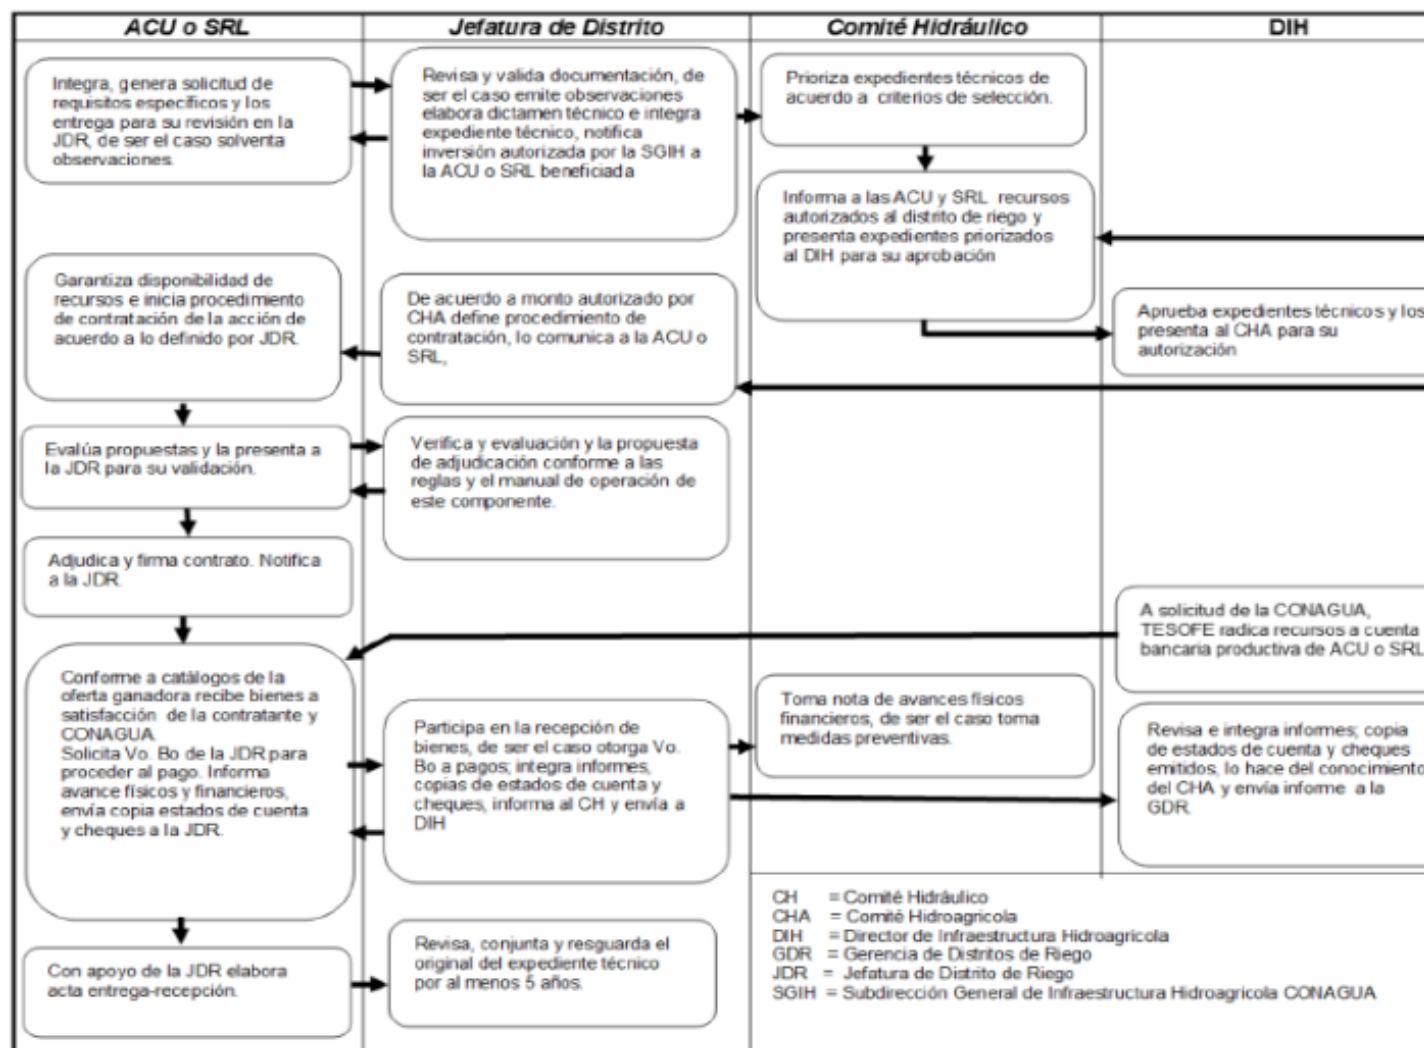 ACU o SRL
Jefatura de Distrito
Comité Hidráulico
DIH
Integra, genera solicitud de
requisitos específicos y los
entrega para su revisión en la
JDR, de ser el caso solventa
observaciones.
Revisa y valida documentación, de
ser el caso emite observaciones
elabora dictamen técnico e integra
expediente técnico, notifica
inversión autorizada por la SGIH a
la ACU o SRL beneficiada
Prioriza expedientes técnicos de
acuerdo a criterios de selección.
Informa a las ACU y SRL recursos
autorizados al distrito de riego y
presenta expedientes priorizados
al DIH para su aprobación
Aprueba expedientes técnicos y los
presenta al CHA para su
autorización
De acuerdo a monto autorizado por
CHA define procedimiento de
contratación, lo comunica a la ACU o
SRL,
Garantiza disponibilidad de
recursos e inicia procedimiento
de contratación de la acción de
acuerdo a lo definido por JDR.
Evalúa propuestas y la presenta a
la JDR para su validación.
Verifica y evaluación y la propuesta
de adjudicación conforme a las
reglas y el manual de operación de
este componente.
Adjudica y firma contrato. Notifica
a la JDR.
A solicitud de la CONAGUA,
TESOFE radica recursos a cuenta
bancaria productiva de ACU o SRL
Conforme a catálogos de la
oferta ganadora recibe bienes a
satisfacción de la contratante y
CONAGUA.
Solicita Vo. Bo de la JDR para
proceder al pago. Informa
avance físicos y financieros,
envía copia estados de cuenta
y cheques a la JDR.
Participa en la recepción de
bienes, de ser el caso otorga Vo.
Bo a pagos; integra informes,
copias de estados de cuenta y
cheques, informa al CH y envía a
DIH
Toma nota de avances físicos
financieros, de ser el caso toma
medidas preventivas.
Revisa e integra informes; copia
de estados de cuenta y cheques
emitidos, lo hace del conocimiento
del CHA y envía informe a la
GDR.
Con apoyo de la JDR elabora
acta entrega-recepción.
Revisa, conjunta y resguarda el
original del expediente técnico
por al menos 5 años.
CH = Comité Hidráulico
CHA = Comité Hidroagricola
DIH = Director de Infraestructura Hidroagrícola
GDR = Gerencia de Distritos de Riego
JDR = Jefatura de Distrito de Riego
SGIH = Subdirección General de Infraestructura Hidroagricola CONAGUA